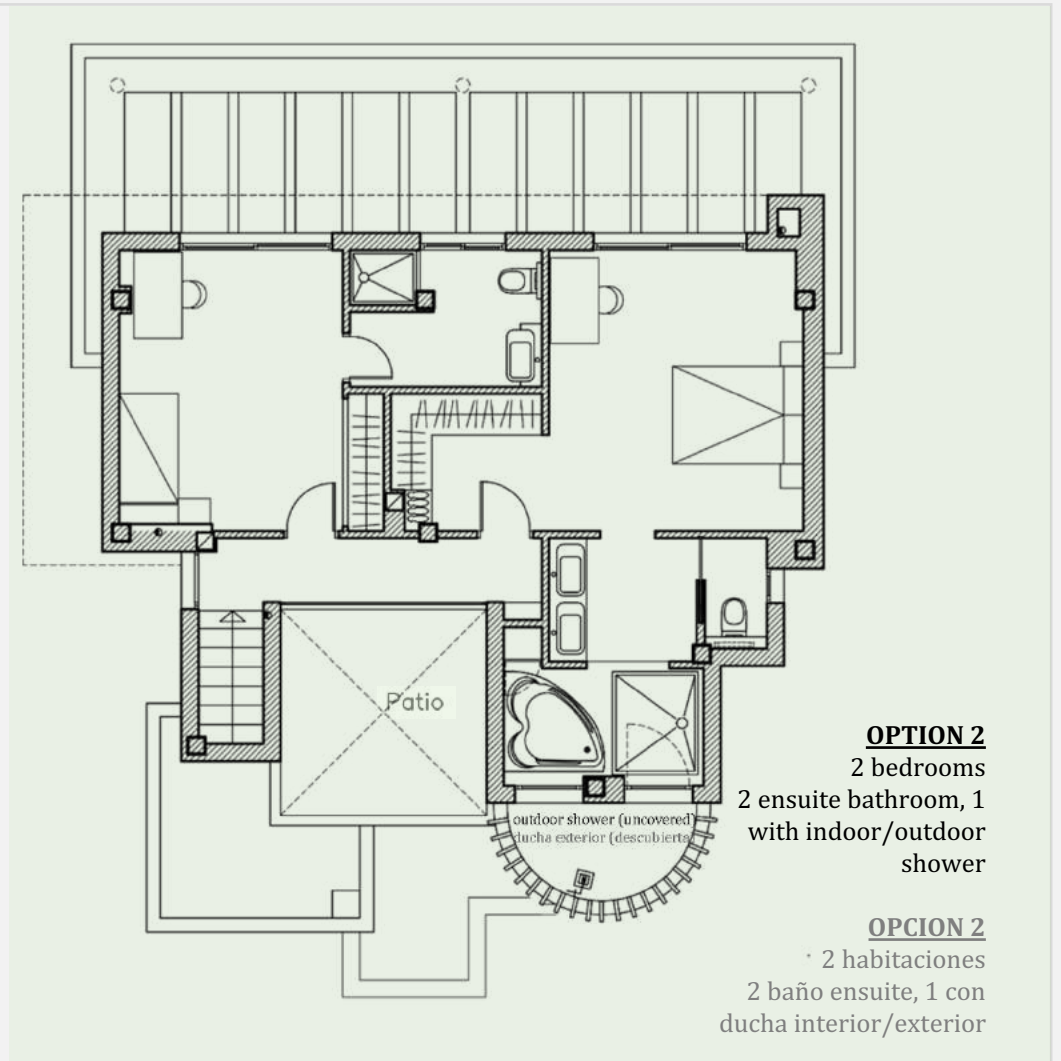 Patio
outdoor shower (uncovered)
ducha exterior (descubierta)
OPTION 2
2 bedrooms
2 ensuite bathroom, 1
with indoor/outdoor
shower
OPCION 2
2 habitaciones
2 baño ensuite, 1 con
ducha interior/exterior